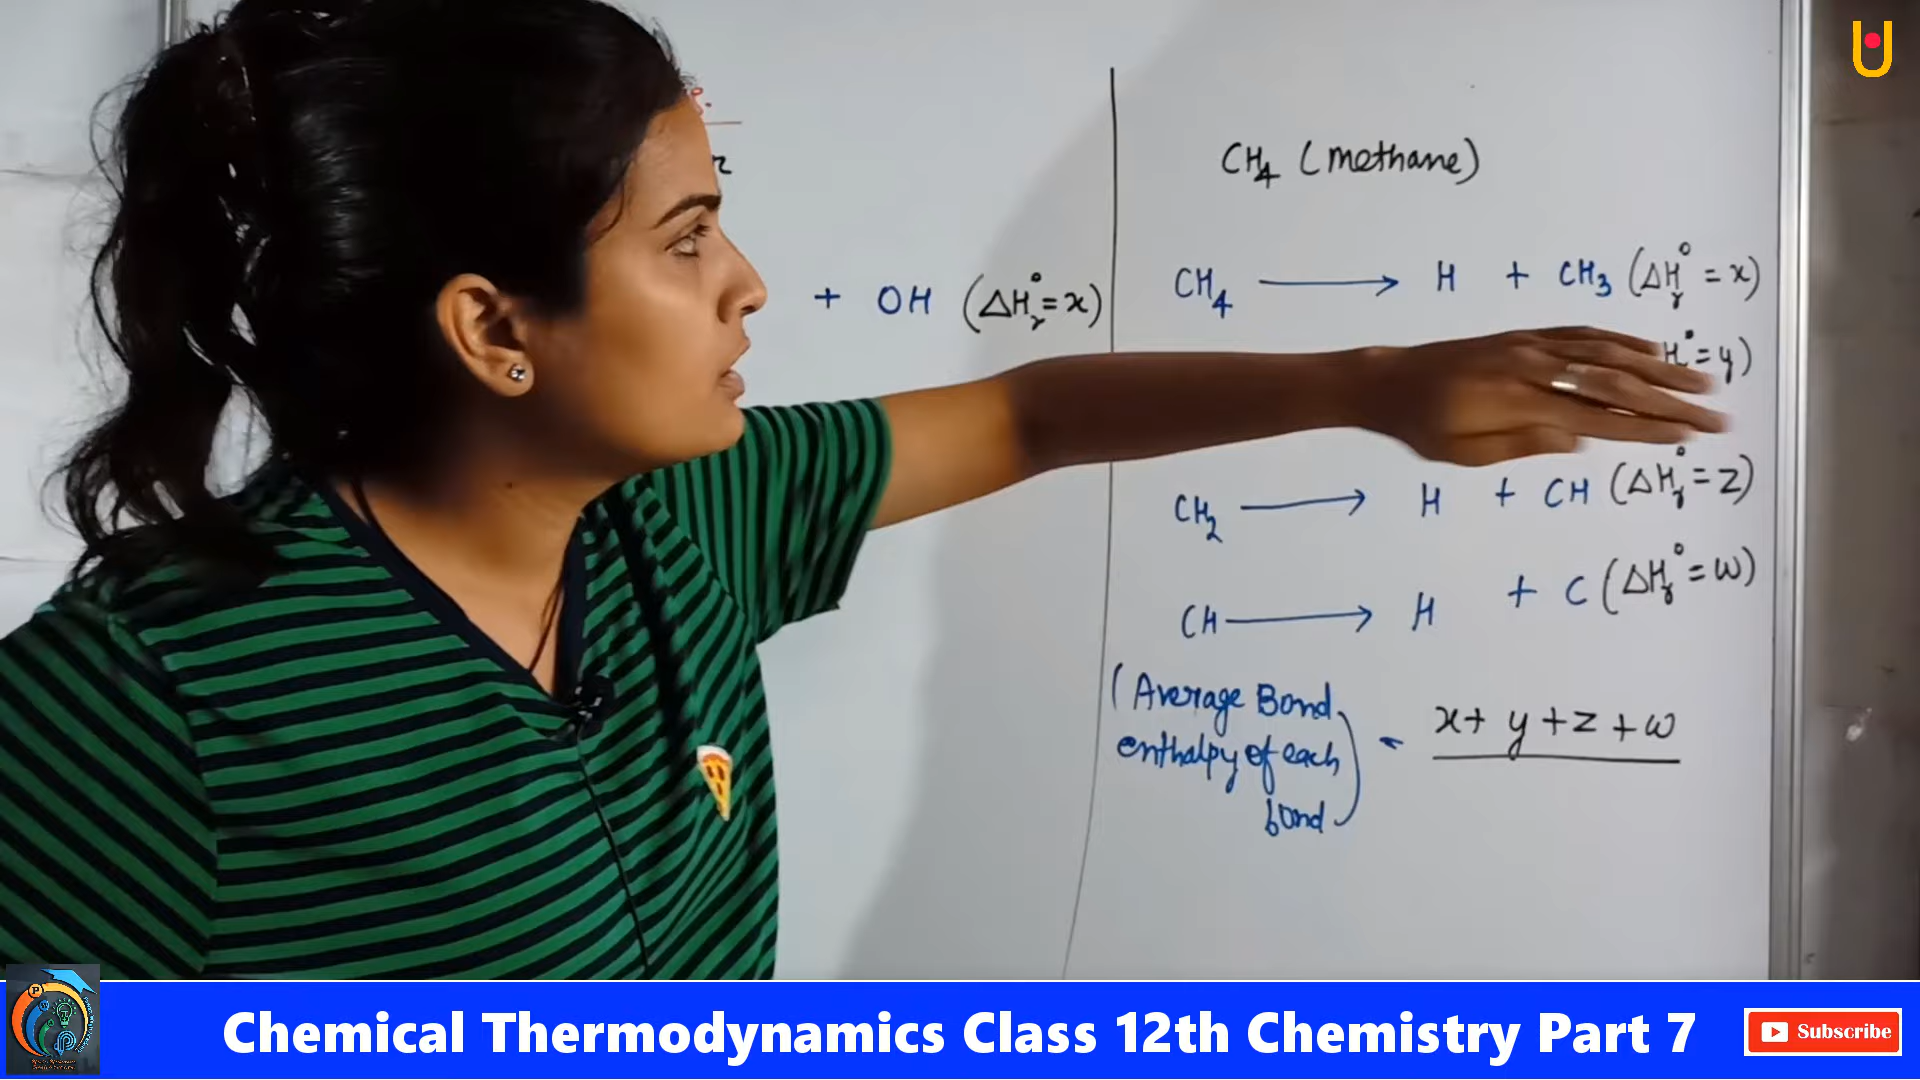 + OH (ΔH°r = x)
CH4 (methane)
CH4 ⟶ H + CH3 (ΔH°r = x)
H° = y)
CH2 ⟶ H + CH (ΔH°r = z)
CH ⟶ H + C (ΔH°r = w)
(Average Bond
enthalpy of each
bond) = x + y + z + w
Chemical Thermodynamics Class 12th Chemistry Part 7
Subscribe